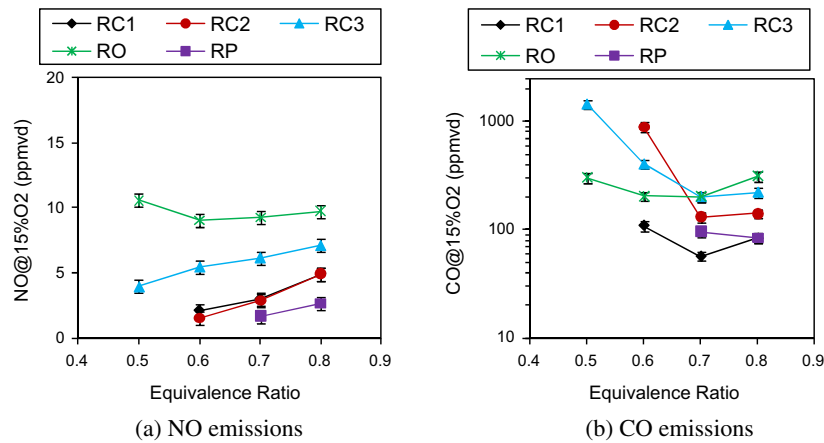 RC1 RC2 RC3
RO RP
20
15
10
5
0
0.4 0.5 0.6 0.7 0.8 0.9
NO@15%O2 (ppmvd)
Equivalence Ratio
(a) NO emissions
RC1 RC2 RC3
RO RP
1000
100
10
0.4 0.5 0.6 0.7 0.8 0.9
CO@15%O2 (ppmvd)
Equivalence Ratio
(b) CO emissions